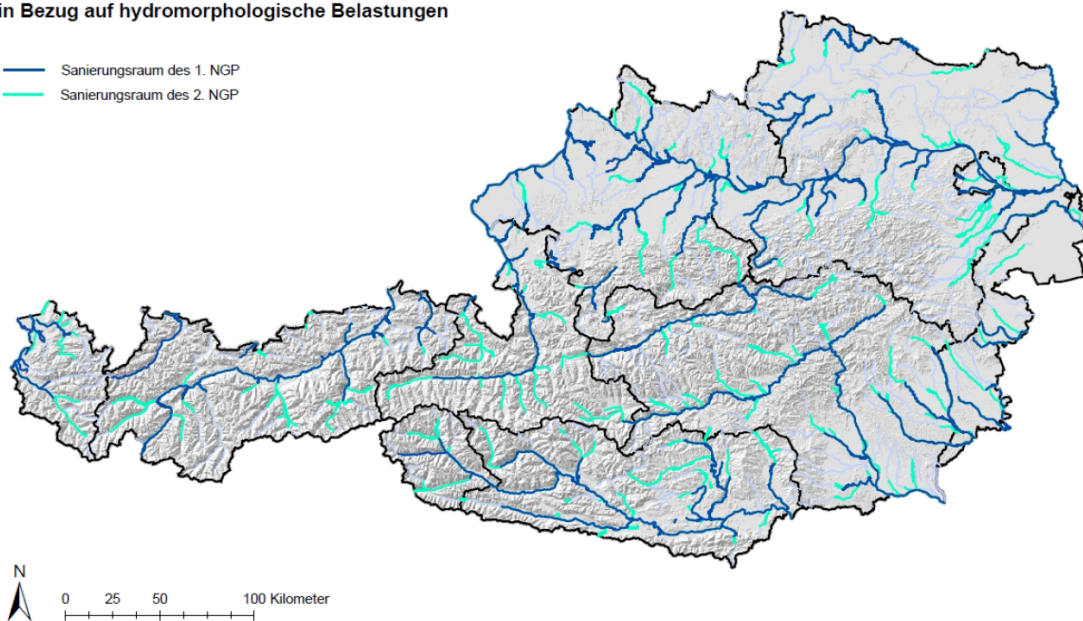 in Bezug auf hydromorphologische Belastungen
Sanierungsraum des 1. NGP
Sanierungsraum des 2. NGP
N
0 25 50 100 Kilometer